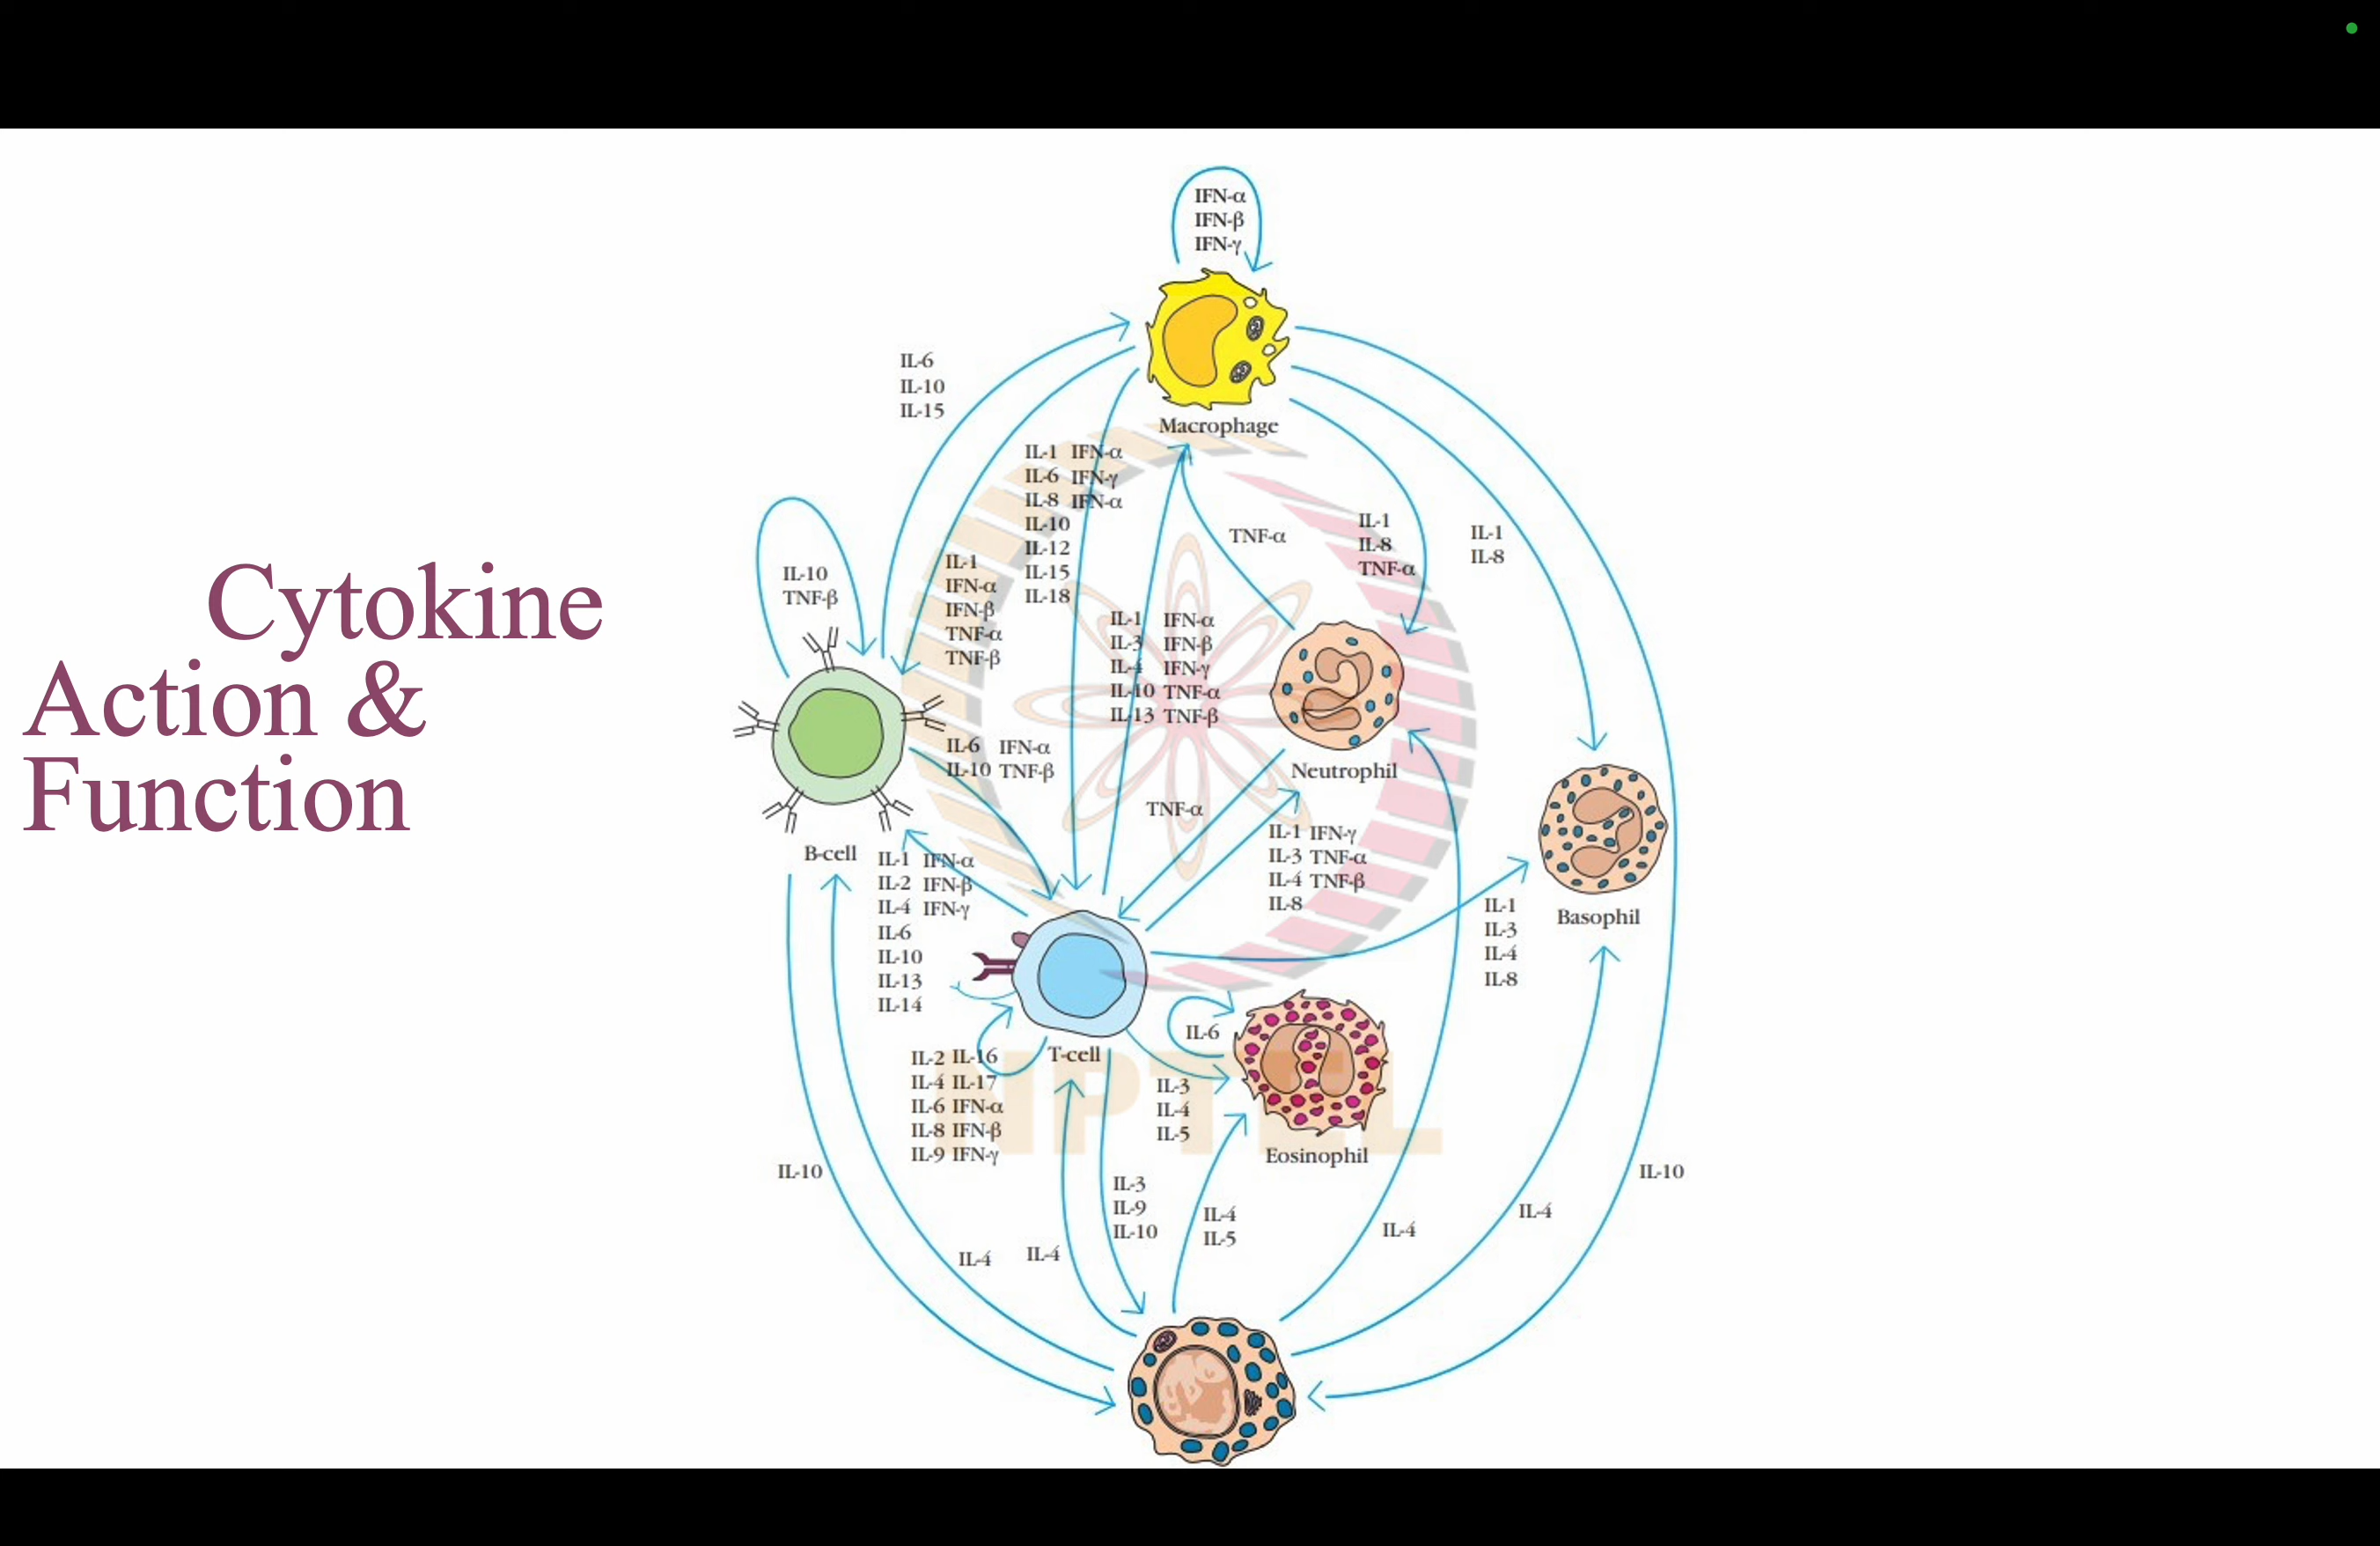 Cytokine
Action &
Function
IFN-α
IFN-β
IFN-γ
Macrophage
IL-6
IL-10
IL-15
IL-1 IFN-α
IL-6 IFN-γ
IL-8 IFN-α
IL-10
IL-12
IL-15
IL-18
IL-10
TNF-β
IL-1
IFN-α
IFN-β
TNF-α
TNF-β
TNF-α
IL-1
IL-8
TNF-α
IL-1
IL-8
IL-1 IFN-α
IL-3 IFN-β
IL-4 IFN-γ
IL-10 TNF-α
IL-13 TNF-β
Neutrophil
IL-6 IFN-α
IL-10 TNF-β
TNF-α
B-cell
IL-1 IFN-γ
IL-3 TNF-α
IL-4 TNF-β
IL-8
IL-1 IFN-α
IL-2 IFN-β
IL-4 IFN-γ
IL-6
IL-10
IL-13
IL-14
Basophil
IL-1
IL-3
IL-4
IL-8
IL-6
T-cell
IL-2 IL-16
IL-4 IL-17
IL-6 IFN-α
IL-8 IFN-β
IL-9 IFN-γ
IL-3
IL-4
IL-5
Eosinophil
NPTEL
IL-10
IL-3
IL-9
IL-10
IL-4
IL-5
IL-4
IL-4
IL-4
IL-4
IL-10